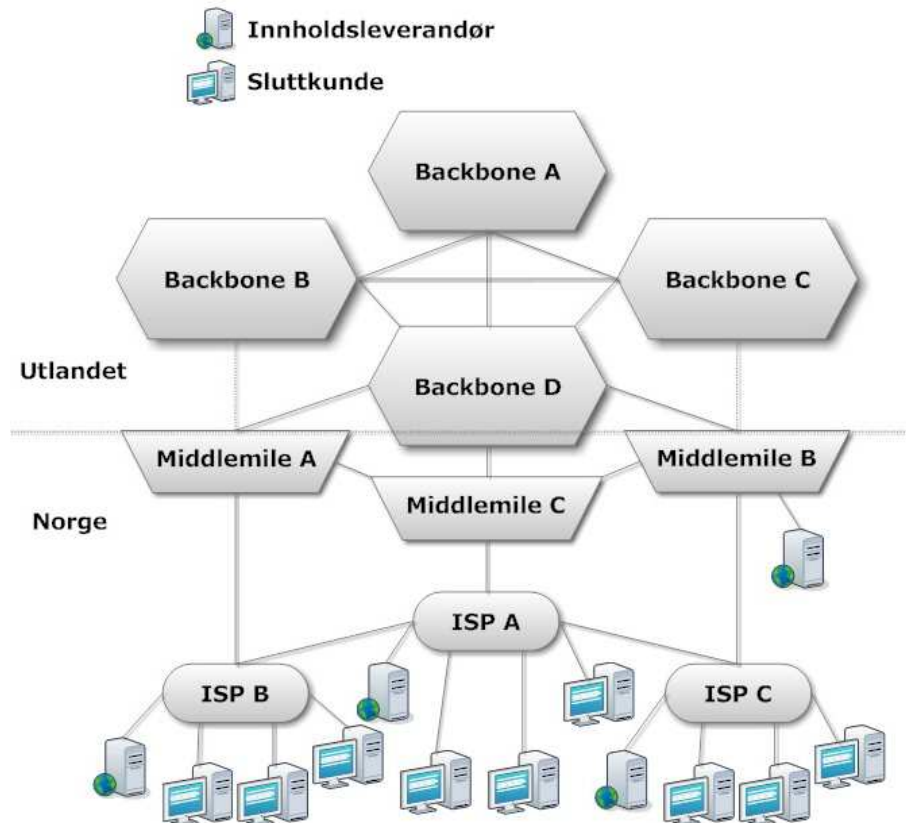 Innholdsleverandør
Sluttkunde
Backbone A
Backbone B
Backbone C
Utlandet
Backbone D
Middlemile A
Middlemile B
Middlemile C
Norge
ISP A
ISP B
ISP C